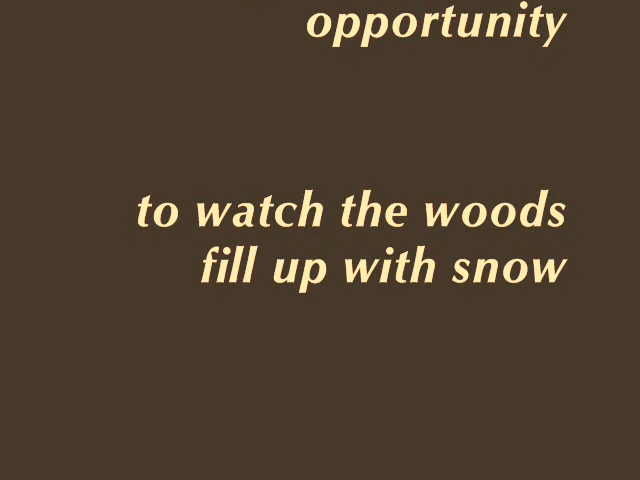 opportunity
to watch the woods
fill up with snow